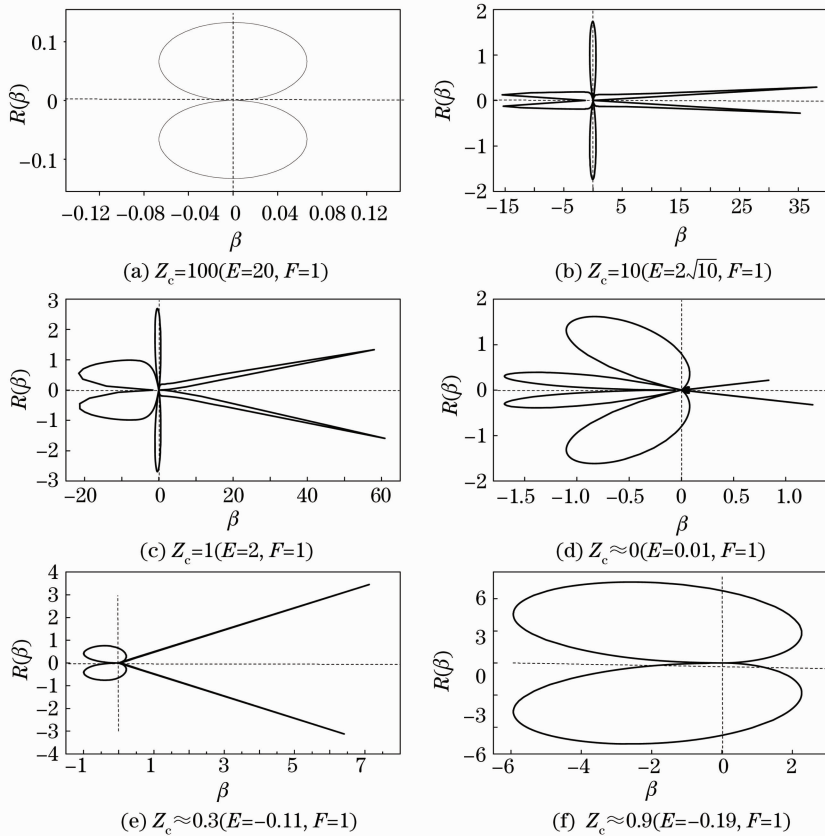 R(β)
0.1
0
−0.1
−0.12 −0.08 −0.04 0 0.04 0.08 0.12
β
(a) Z_c=100(E=20, F=1)
R(β)
2
1
0
−1
−2
−15 −5 5 15 25 35
β
(b) Z_c=10(E=2√10, F=1)
R(β)
3
2
1
0
−1
−2
−3
−20 0 20 40 60
β
(c) Z_c=1(E=2, F=1)
R(β)
2
1
0
−1
−2
−1.5 −1.0 −0.5 0 0.5 1.0
β
(d) Z_c≈0(E=0.01, F=1)
R(β)
4
3
2
1
0
−1
−2
−3
−4
−1 1 3 5 7
β
(e) Z_c≈0.3(E=−0.11, F=1)
R(β)
6
3
0
−3
−6
−6 −4 −2 0 2
β
(f) Z_c≈0.9(E=−0.19, F=1)